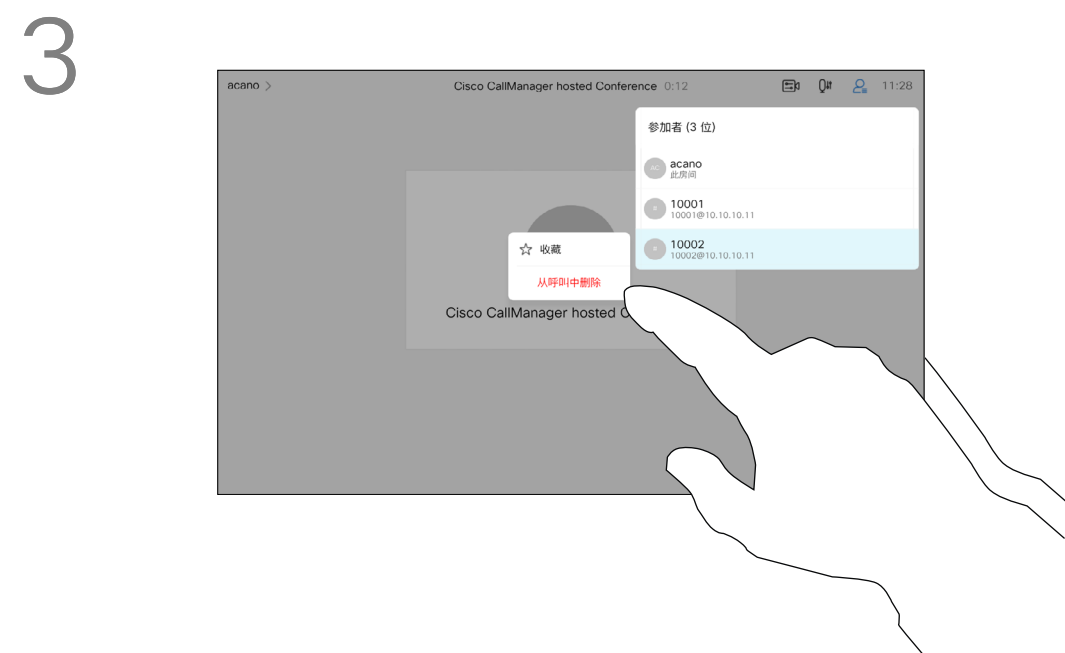 3
acano
Cisco CallManager hosted Conference 0:12
11:28
参加者 (3 位)
AC
acano
此房间
10001
10001@10.10.10.11
10002
10002@10.10.10.11
收藏
从呼叫中删除
Cisco CallManager hosted